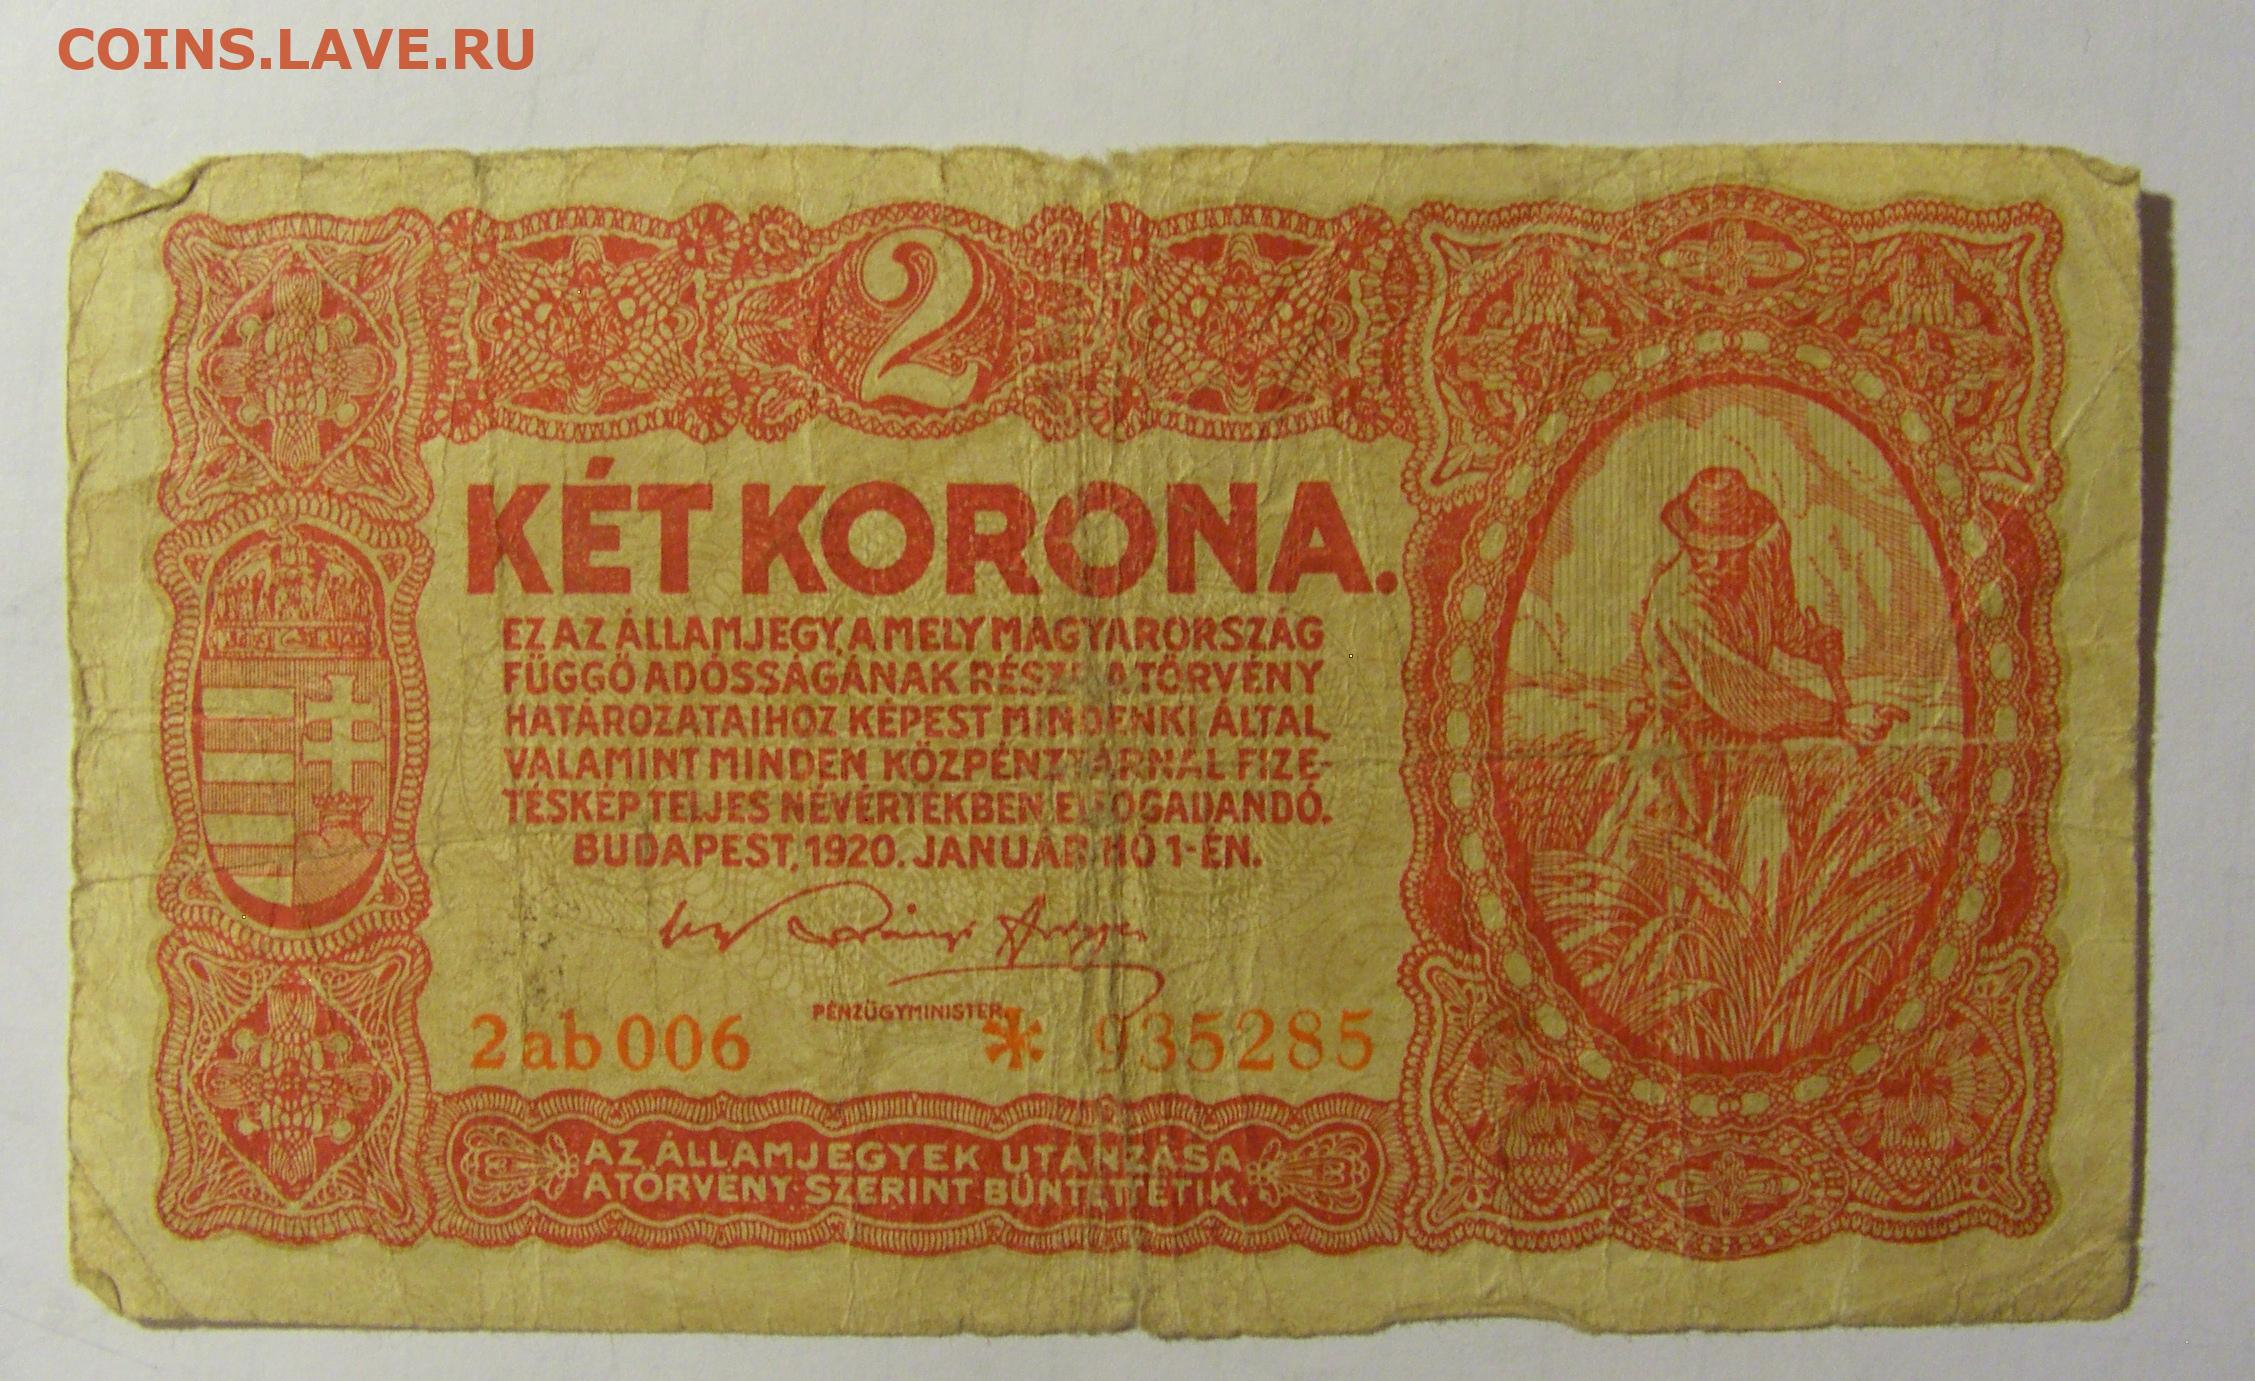 COINS.LAVE.RU
2
KÉT KORONA.
EZ AZ ÁLLAMJEGY, AMELY MAGYARORSZÁG
FÜGGŐ ADÓSSÁGÁNAK RÉSZE, A TÖRVÉNY
HATÁROZATAIHOZ KÉPEST MINDENKI ÁLTAL,
VALAMINT MINDEN KÖZPÉNZTÁRNÁL FIZE-
TÉSKÉP TELJES NÉVÉRTÉKBEN ELFOGADANDÓ.
BUDAPEST, 1920. JANUÁR HÓ 1-ÉN.
PÉNZÜGYMINISTER.
2ab006 * 935285
AZ ÁLLAMJEGYEK UTÁNZÁSA
A TÖRVÉNY SZERINT BÜNTETTETIK.